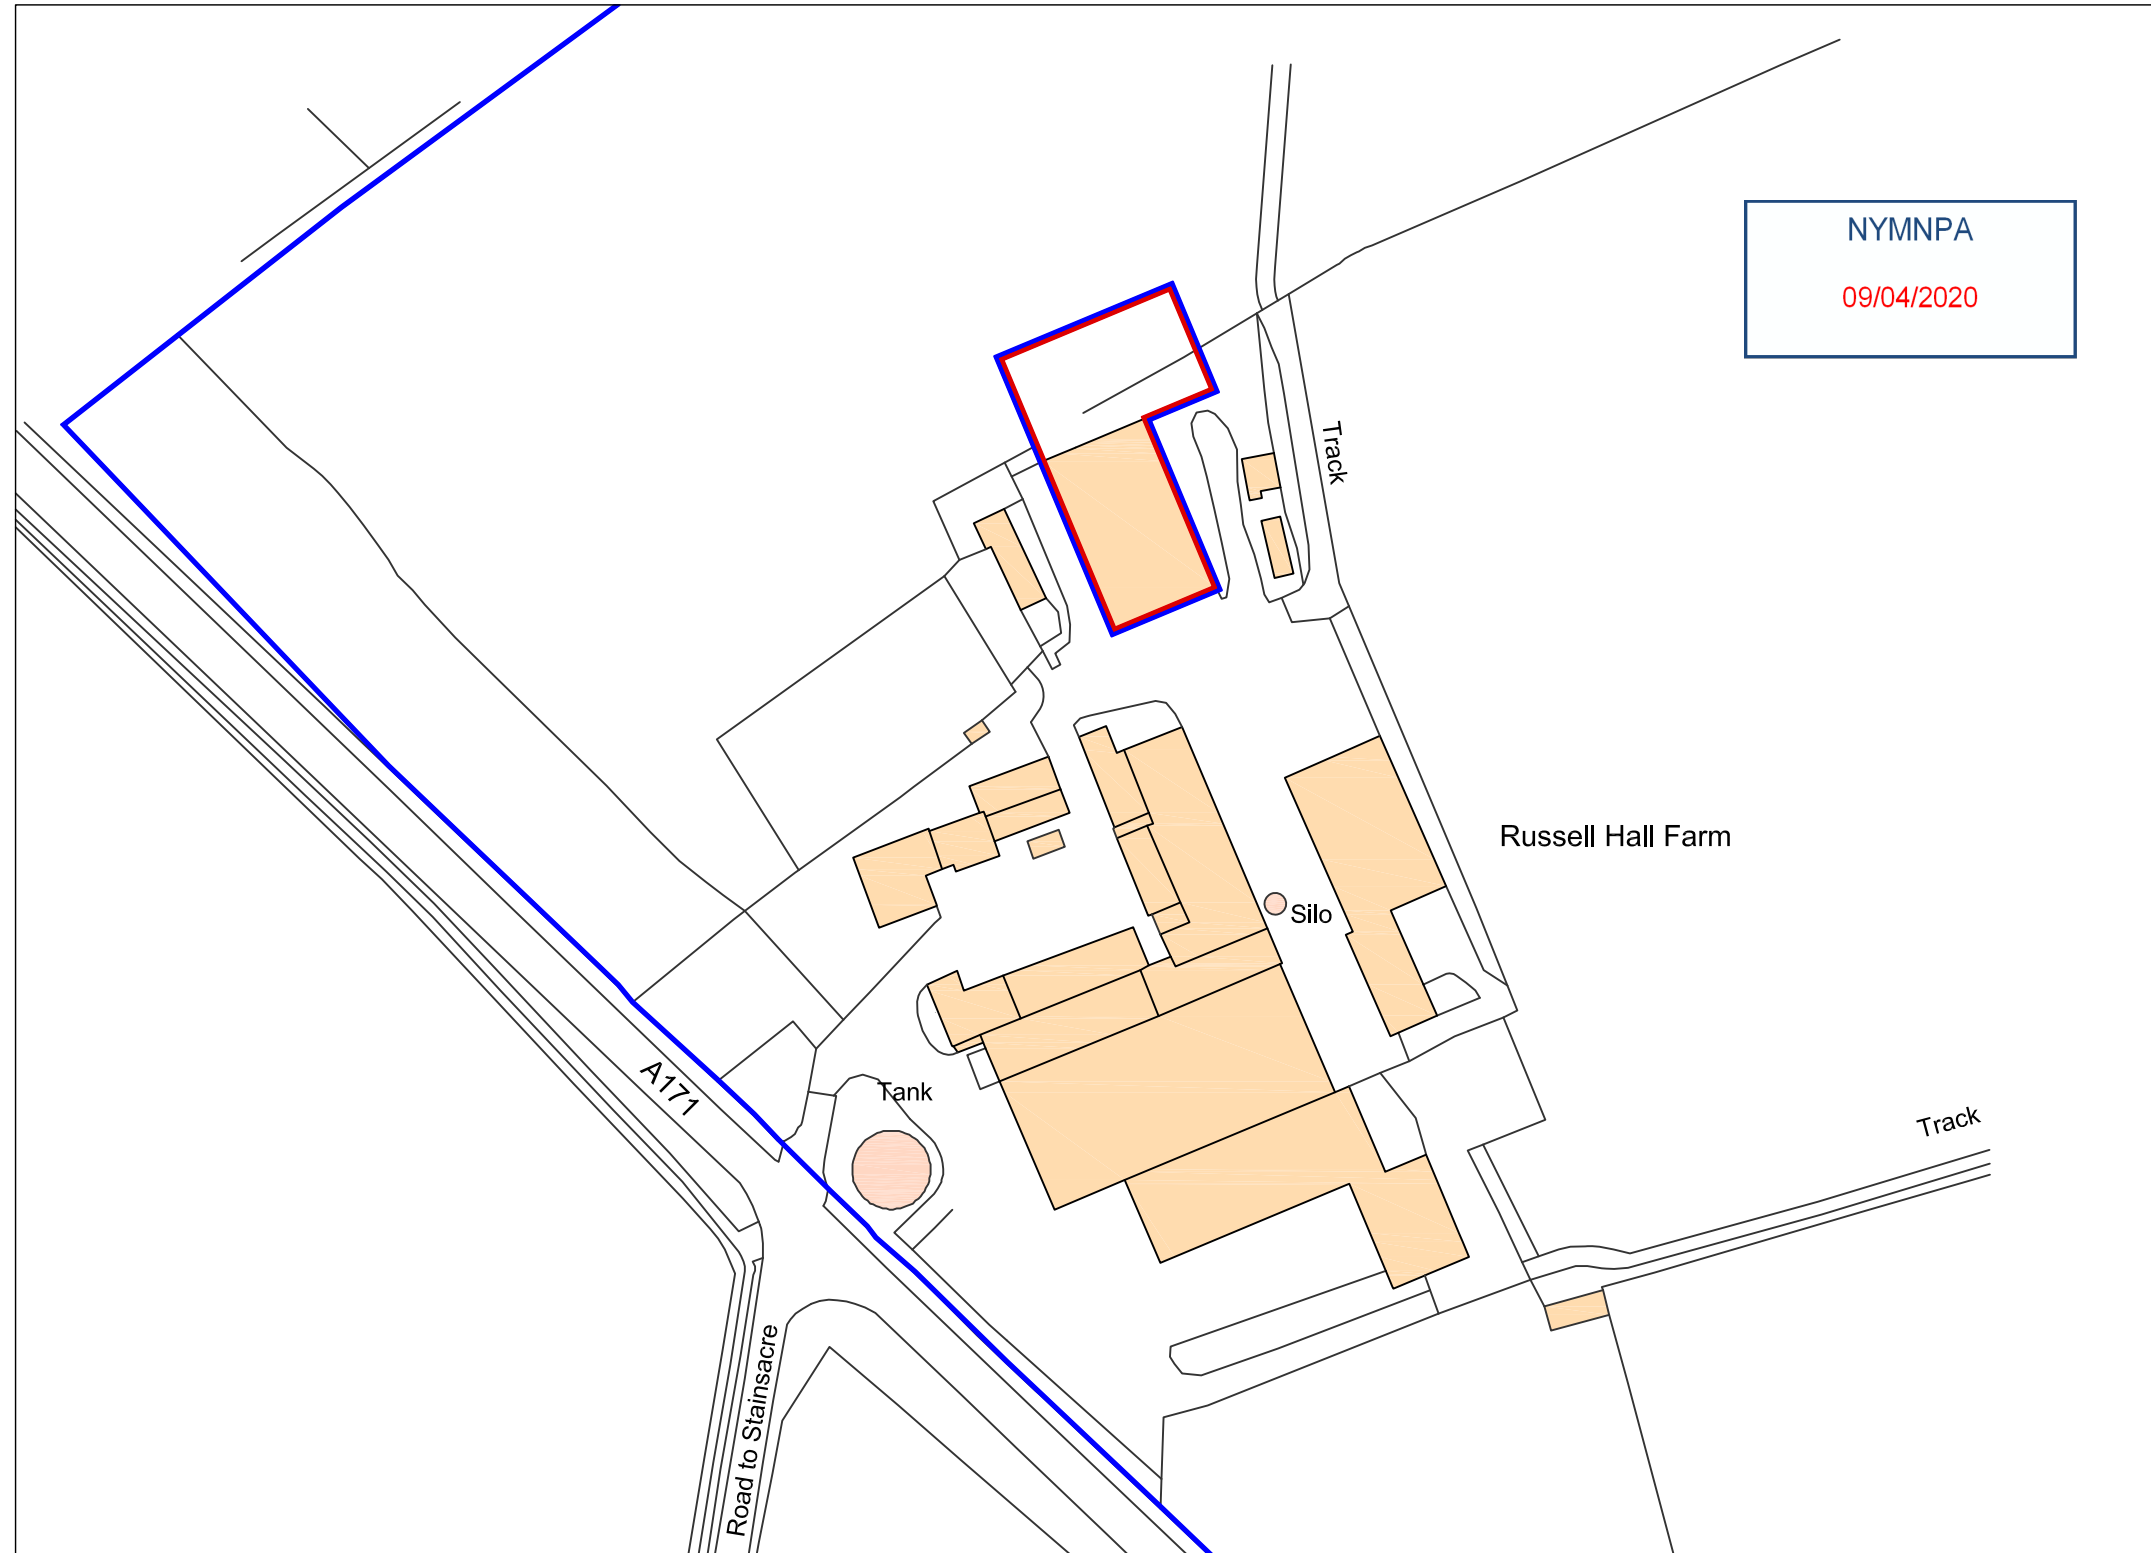 NYMNPA
09/04/2020
Track
Russell Hall Farm
Silo
A171
Tank
Track
Road to Stainsacre